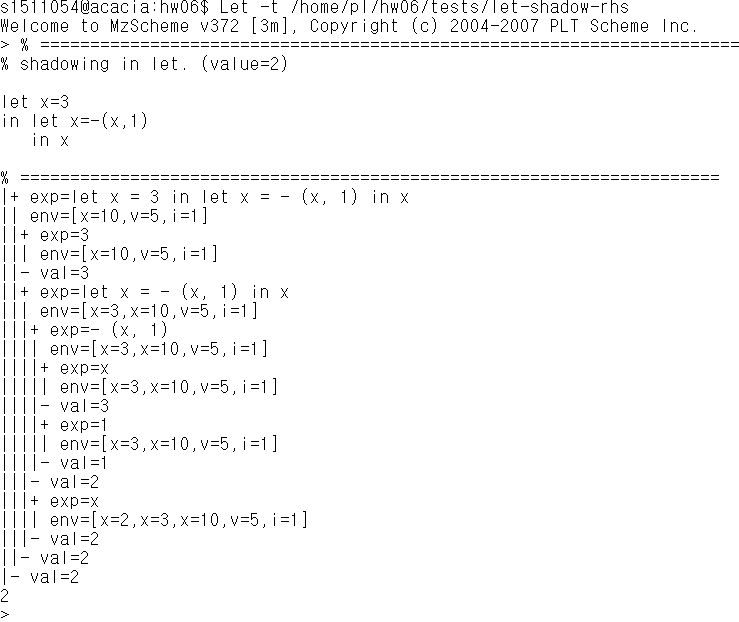 s1511054@acacia:hw06$ Let -t /home/pl/hw06/tests/let-shadow-rhs
Welcome to MzScheme v372 [3m], Copyright (c) 2004-2007 PLT Scheme Inc.
> % ======================================================================
% shadowing in let. (value=2)
let x=3
in let x=-(x,1)
   in x
% ======================================================================
|+ exp=let x = 3 in let x = - (x, 1) in x
|| env=[x=10,v=5,i=1]
||+ exp=3
||| env=[x=10,v=5,i=1]
||- val=3
||+ exp=let x = - (x, 1) in x
||| env=[x=3,x=10,v=5,i=1]
|||+ exp=- (x, 1)
|||| env=[x=3,x=10,v=5,i=1]
||||+ exp=x
||||| env=[x=3,x=10,v=5,i=1]
||||- val=3
||||+ exp=1
||||| env=[x=3,x=10,v=5,i=1]
||||- val=1
|||- val=2
|||+ exp=x
|||| env=[x=2,x=3,x=10,v=5,i=1]
|||- val=2
||- val=2
|- val=2
2
>